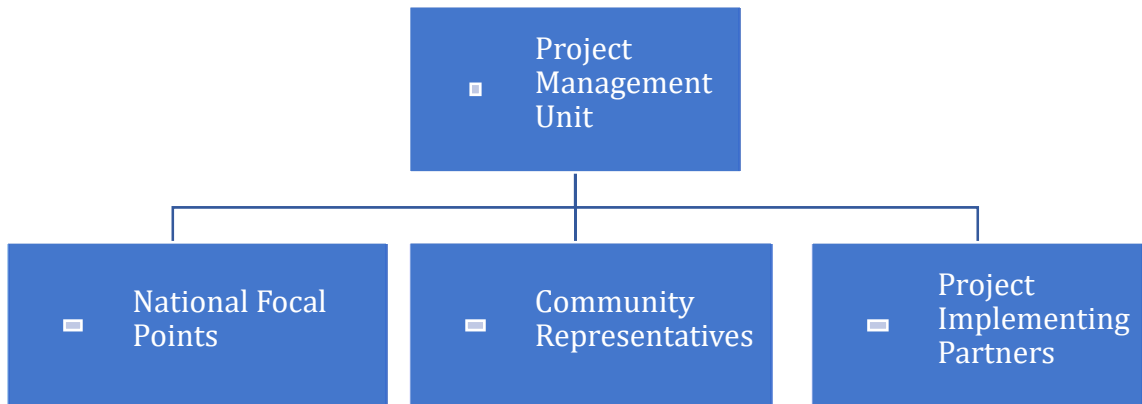 Project
Management
Unit
National Focal
Points
Community
Representatives
Project
Implementing
Partners